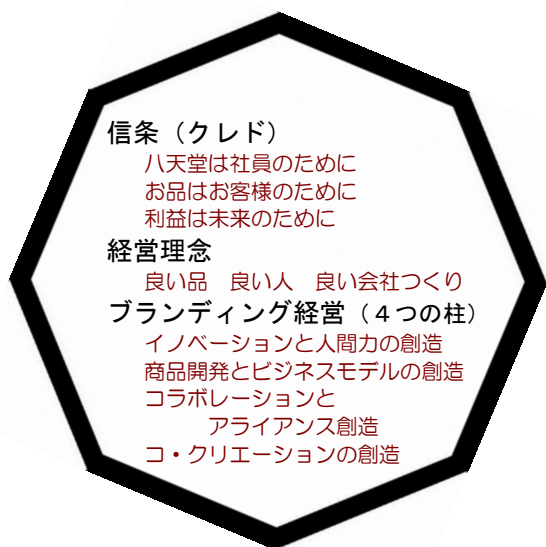 信条（クレド）
八天堂は社員のために
お品はお客様のために
利益は未来のために
経営理念
良い品　良い人　良い会社つくり
ブランディング経営（４つの柱）
イノベーションと人間力の創造
商品開発とビジネスモデルの創造
コラボレーションと
アライアンス創造
コ・クリエーションの創造